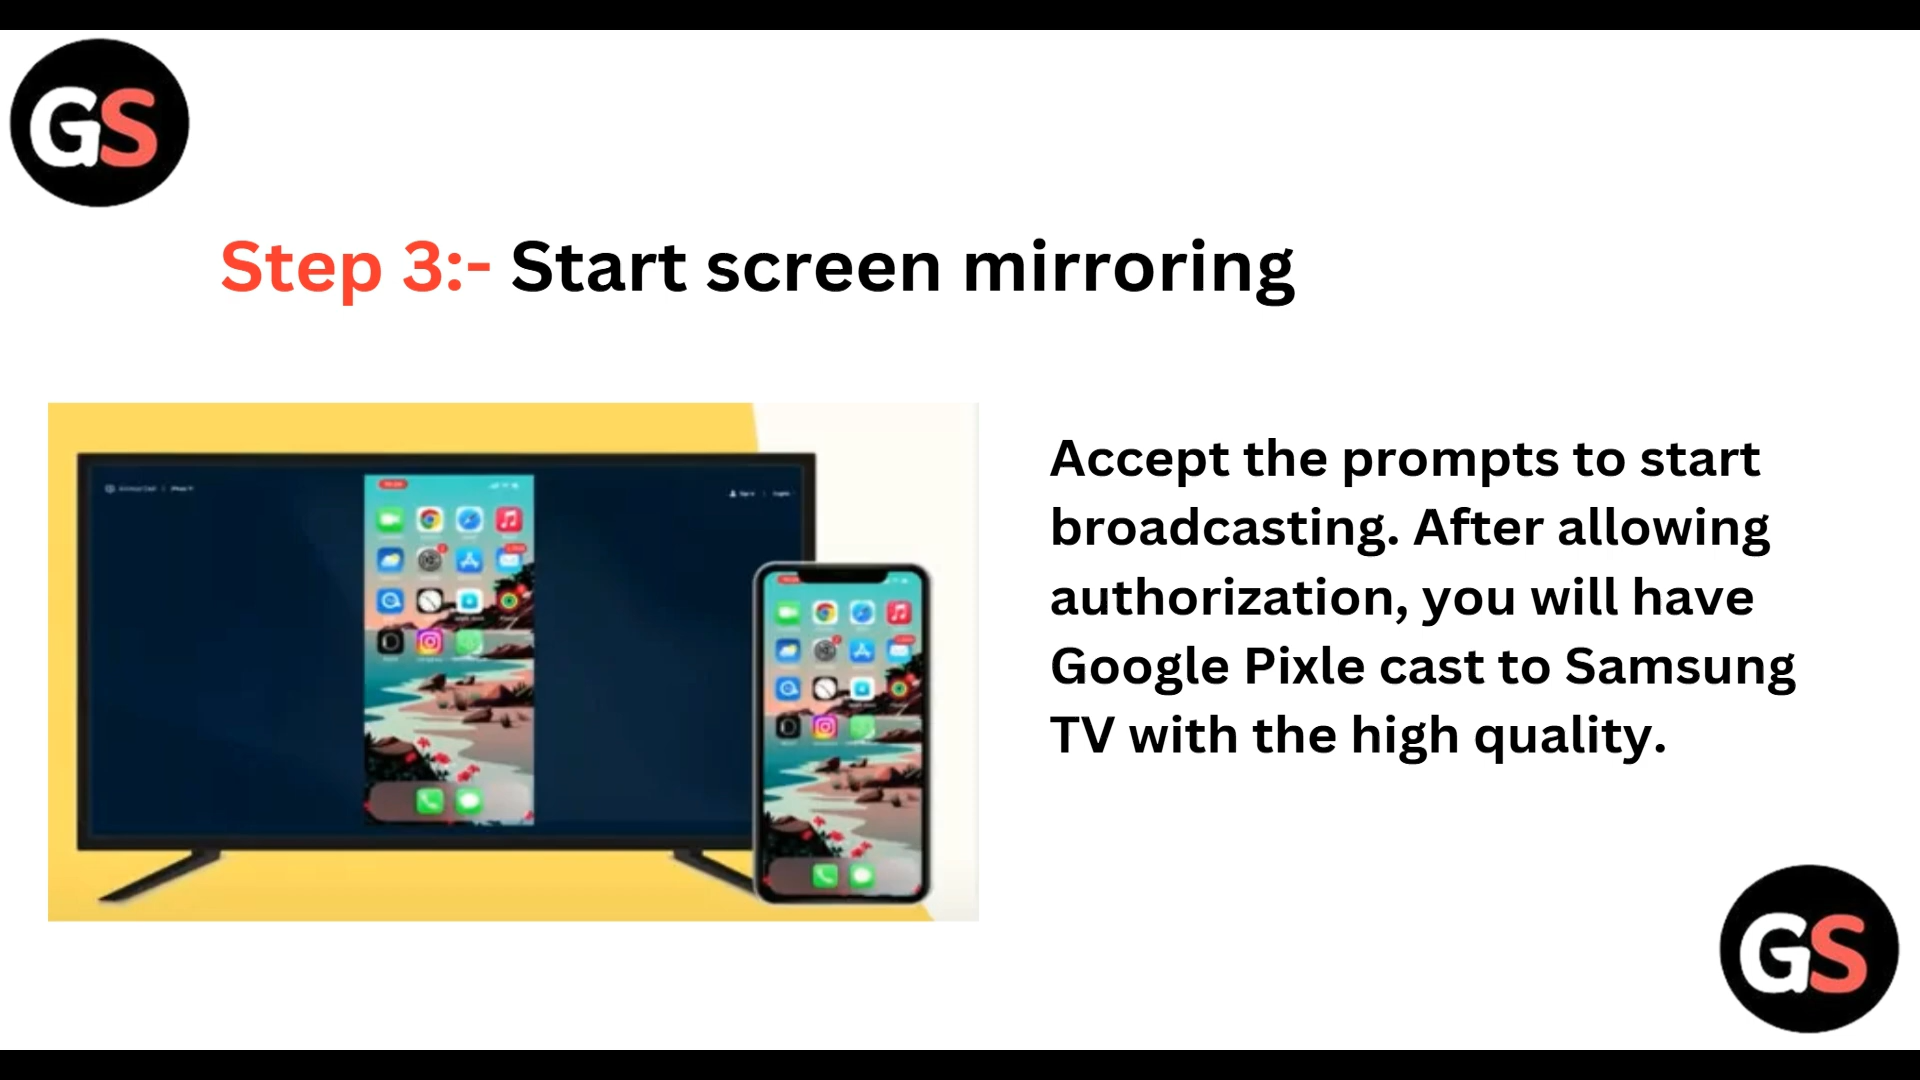 GS
Step 3:- Start screen mirroring
Accept the prompts to start
broadcasting. After allowing
authorization, you will have
Google Pixle cast to Samsung
TV with the high quality.
GS